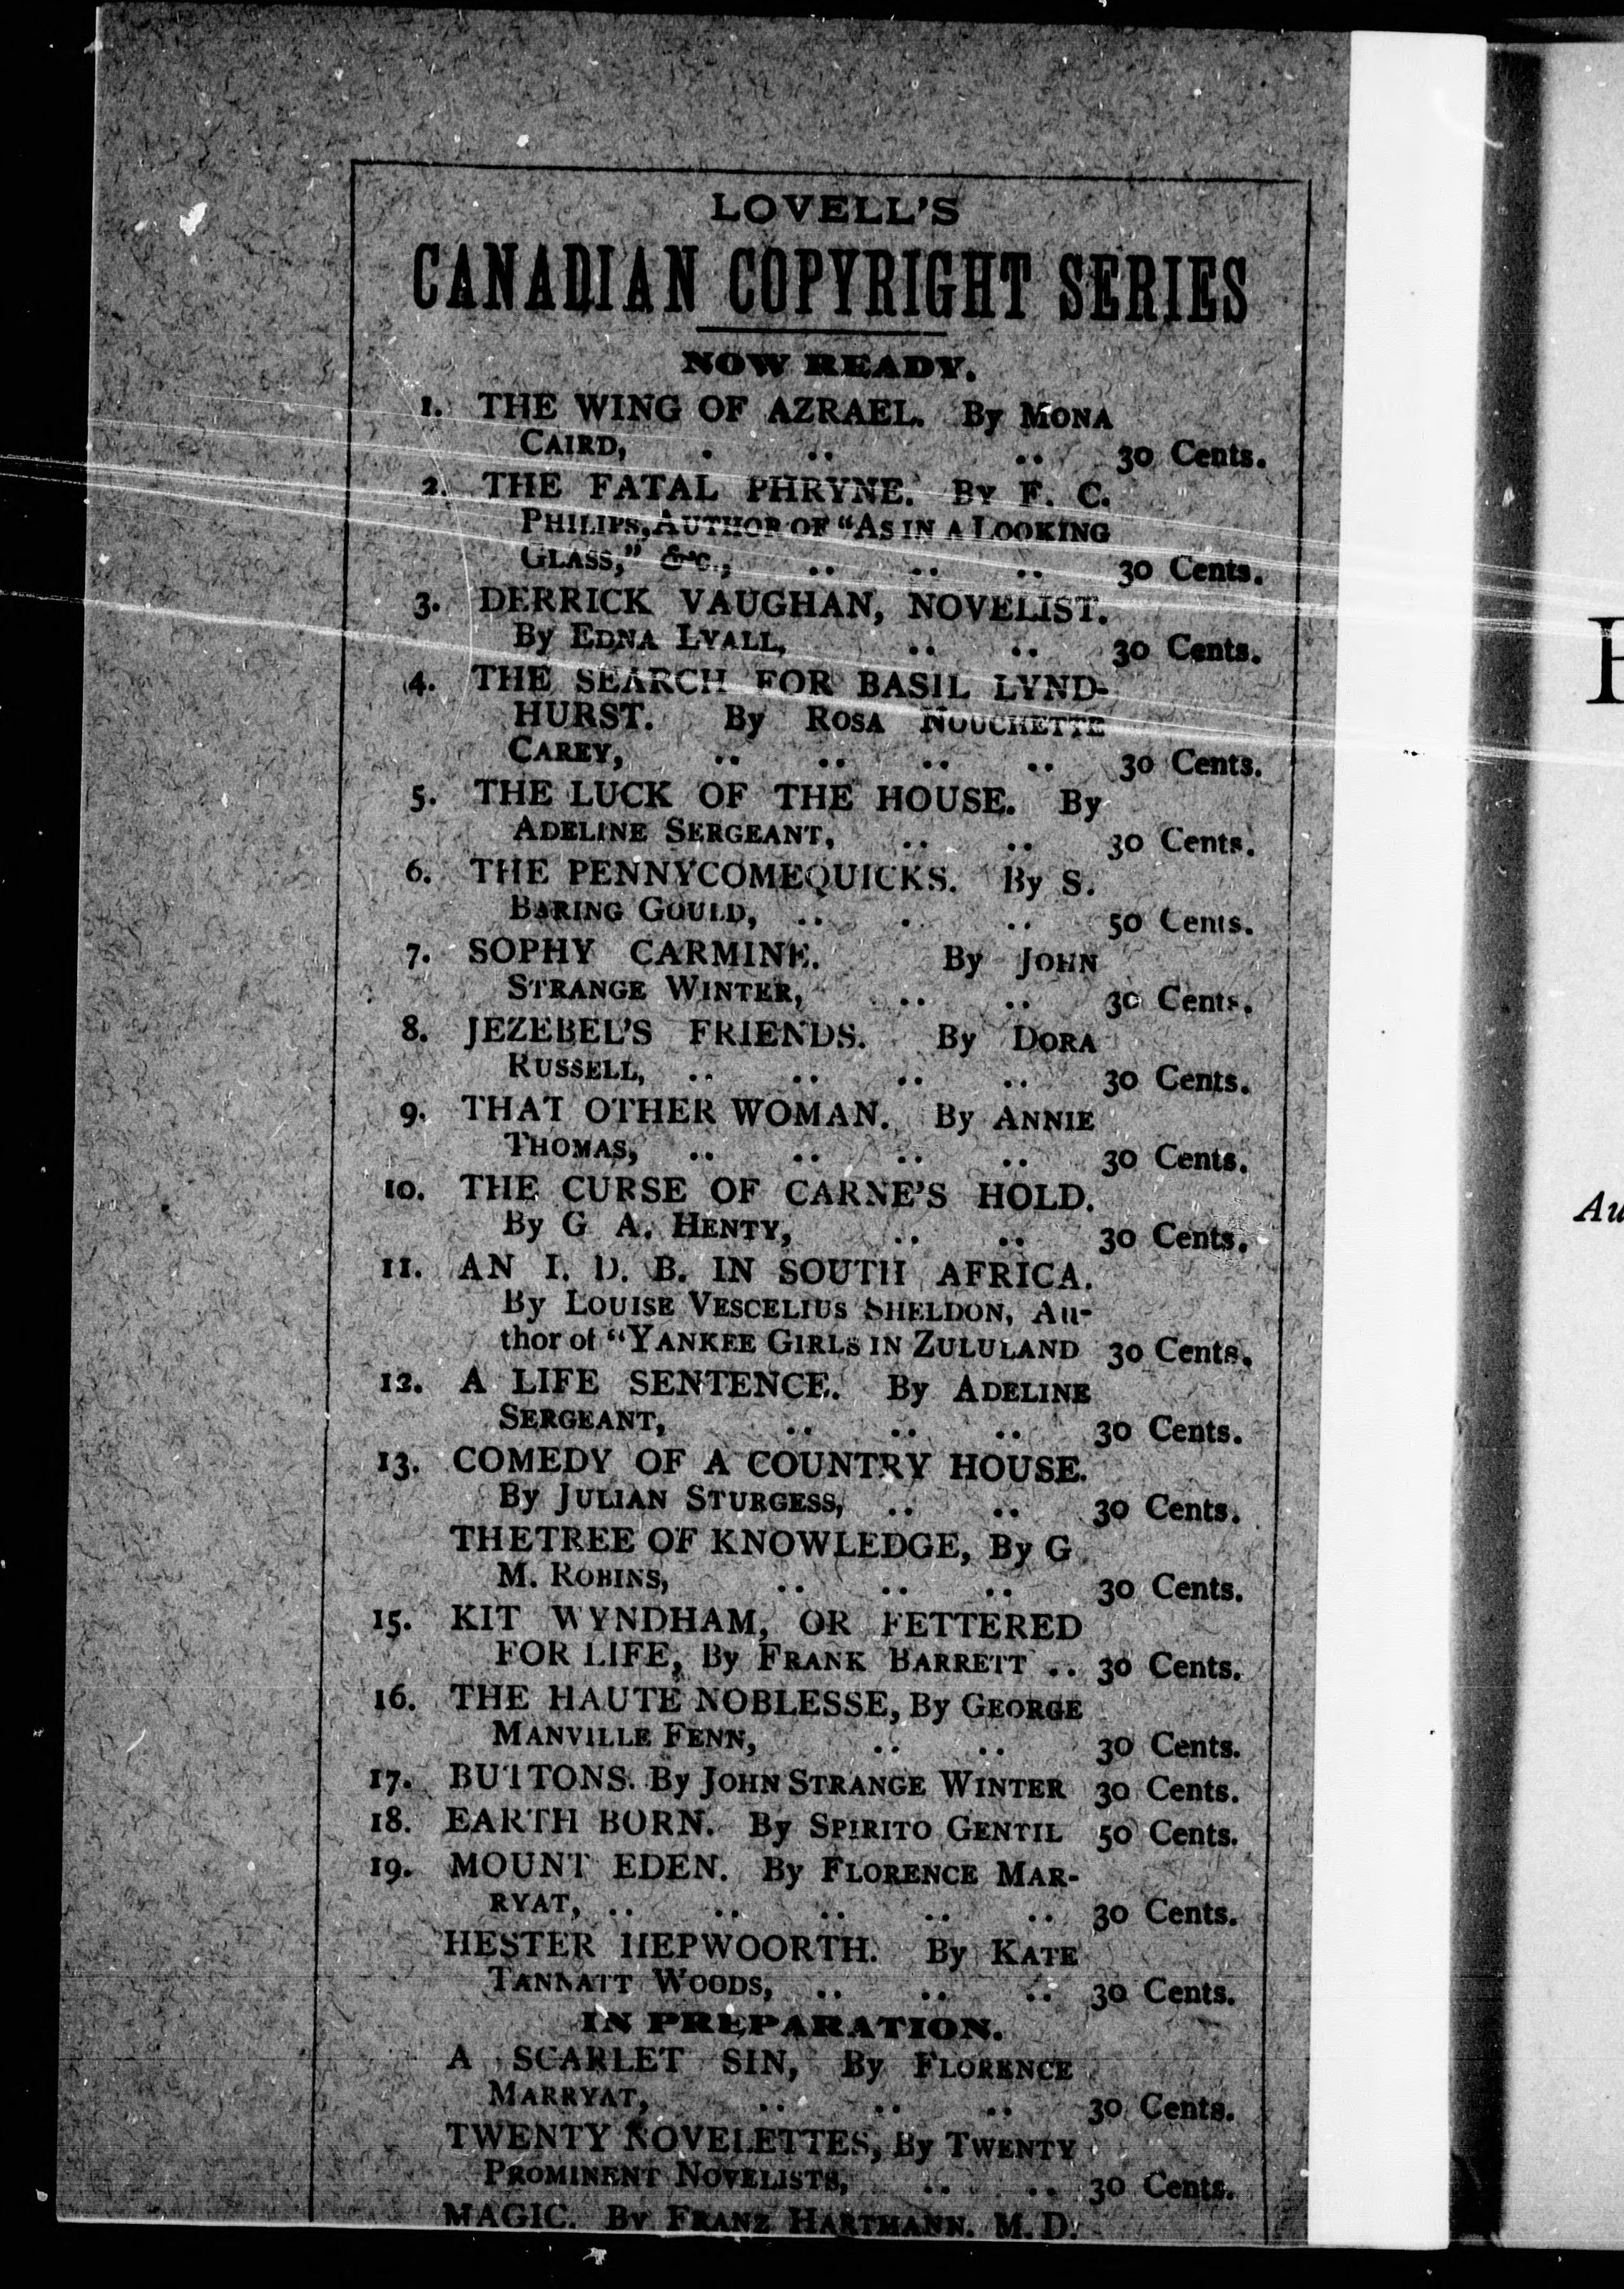 LOVELL'S
CANADIAN COPYRIGHT SERIES
NOW READY.
1. THE WING OF AZRAEL. By MONA
CAIRD, . .. .. 30 Cents.
2. THE FATAL PHRYNE. BY F. C.
PHILIPS, AUTHOR OF "AS IN A LOOKING
GLASS," &c., .. .. .. 30 Cents.
3. DERRICK VAUGHAN, NOVELIST.
By EDNA LYALL, .. .. 30 Cents.
4. THE SEARCH FOR BASIL LYND-
HURST. By ROSA NOUCHETTE
CAREY, .. .. .. .. 30 Cents.
5. THE LUCK OF THE HOUSE. By
ADELINE SERGEANT, .. .. 30 Cents.
6. THE PENNYCOMEQUICKS. By S.
BARING GOULD, .. . .. 50 Cents.
7. SOPHY CARMINE. By JOHN
STRANGE WINTER, .. .. 30 Cents.
8. JEZEBEL'S FRIENDS. By DORA
RUSSELL, .. .. .. .. 30 Cents.
9. THAT OTHER WOMAN. By ANNIE
THOMAS, .. .. .. .. 30 Cents.
10. THE CURSE OF CARNE'S HOLD.
By G A. HENTY, .. .. 30 Cents.
11. AN I. D. B. IN SOUTH AFRICA.
By LOUISE VESCELIUS SHELDON, Au-
thor of "YANKEE GIRLS IN ZULULAND 30 Cents.
12. A LIFE SENTENCE. By ADELINE
SERGEANT, .. .. .. 30 Cents.
13. COMEDY OF A COUNTRY HOUSE.
By JULIAN STURGESS, .. .. 30 Cents.
THE TREE OF KNOWLEDGE, By G
M. ROBINS, .. .. .. 30 Cents.
15. KIT WYNDHAM, OR FETTERED
FOR LIFE, By FRANK BARRETT .. 30 Cents.
16. THE HAUTE NOBLESSE, By GEORGE
MANVILLE FENN, .. .. 30 Cents.
17. BUTTONS. By JOHN STRANGE WINTER 30 Cents.
18. EARTH BORN. By SPIRITO GENTIL 50 Cents.
19. MOUNT EDEN. By FLORENCE MAR-
RYAT, .. .. .. .. .. 30 Cents.
HESTER HEPWOORTH. By KATE
TANNATT WOODS, .. .. .. 30 Cents.
IN PREPARATION.
A SCARLET SIN, By FLORENCE
MARRYAT, .. .. .. 30 Cents.
TWENTY NOVELETTES, By TWENTY
PROMINENT NOVELISTS, .. .. 30 Cents.
MAGIC. By FRANZ HARTMANN. M. D.
Au